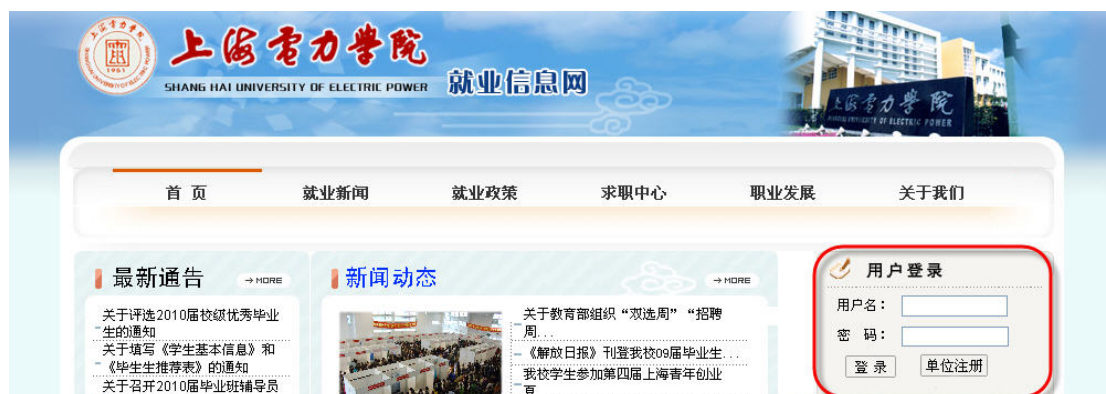 1951
上海電力學院
SHANG HAI UNIVERSITY OF ELECTRIC POWER
就业信息网
上海電力學院
SHANGHAI UNIVERSITY OF ELECTRIC POWER
首 页
就业新闻
就业政策
求职中心
职业发展
关于我们
最新通告
→ MORE
关于评选2010届校级优秀毕业
生的通知
关于填写《学生基本信息》和
《毕生生推荐表》的通知
关于召开2010届毕业班辅导员
新闻动态
→ MORE
关于教育部组织“双选周”“招聘
周...
《解放日报》刊登我校09届毕业生...
我校学生参加第四届上海青年创业
用户登录
用户名：
密 码：
登 录
单位注册